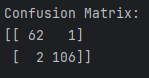 Confusion Matrix:
[[ 62   1]
 [  2 106]]